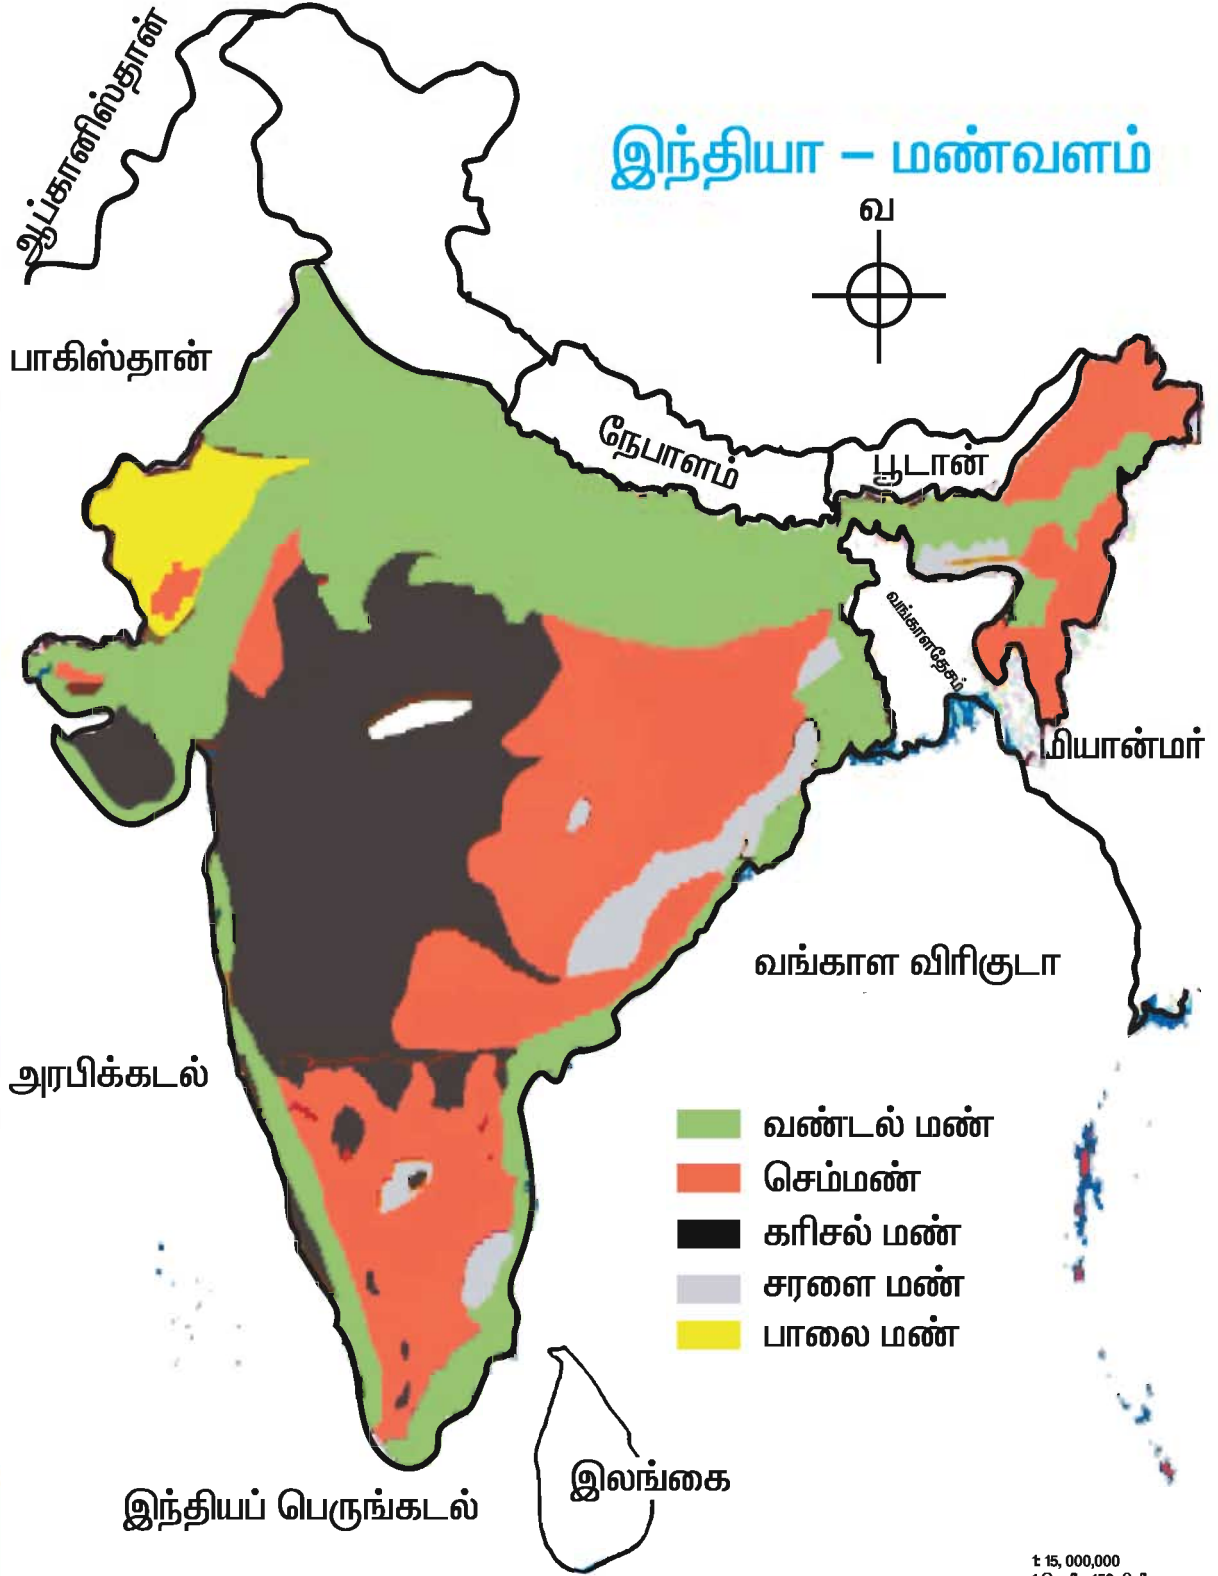 இந்தியா – மண்வளம்
வ
ஆப்கானிஸ்தான்
பாகிஸ்தான்
நேபாளம்
பூடான்
வங்காளதேசம்
மியான்மர்
வங்காள விரிகுடா
அரபிக்கடல்
வண்டல் மண்
செம்மண்
கரிசல் மண்
சரளை மண்
பாலை மண்
இலங்கை
இந்தியப் பெருங்கடல்
1: 15, 000,000